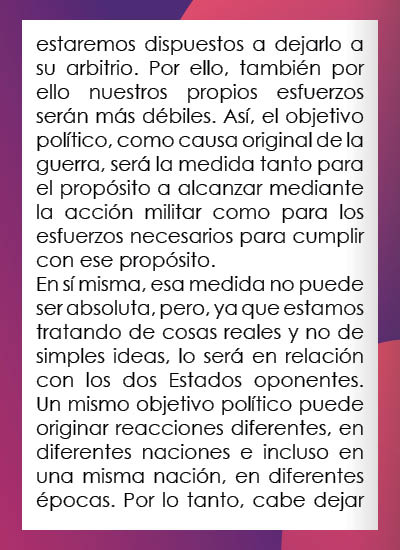 estaremos dispuestos a dejarlo a
su arbitrio. Por ello, también por
ello nuestros propios esfuerzos
serán más débiles. Así, el objetivo
político, como causa original de la
guerra, será la medida tanto para
el propósito a alcanzar mediante
la acción militar como para los
esfuerzos necesarios para cumplir
con ese propósito.
En sí misma, esa medida no puede
ser absoluta, pero, ya que estamos
tratando de cosas reales y no de
simples ideas, lo será en relación
con los dos Estados oponentes.
Un mismo objetivo político puede
originar reacciones diferentes, en
diferentes naciones e incluso en
una misma nación, en diferentes
épocas. Por lo tanto, cabe dejar